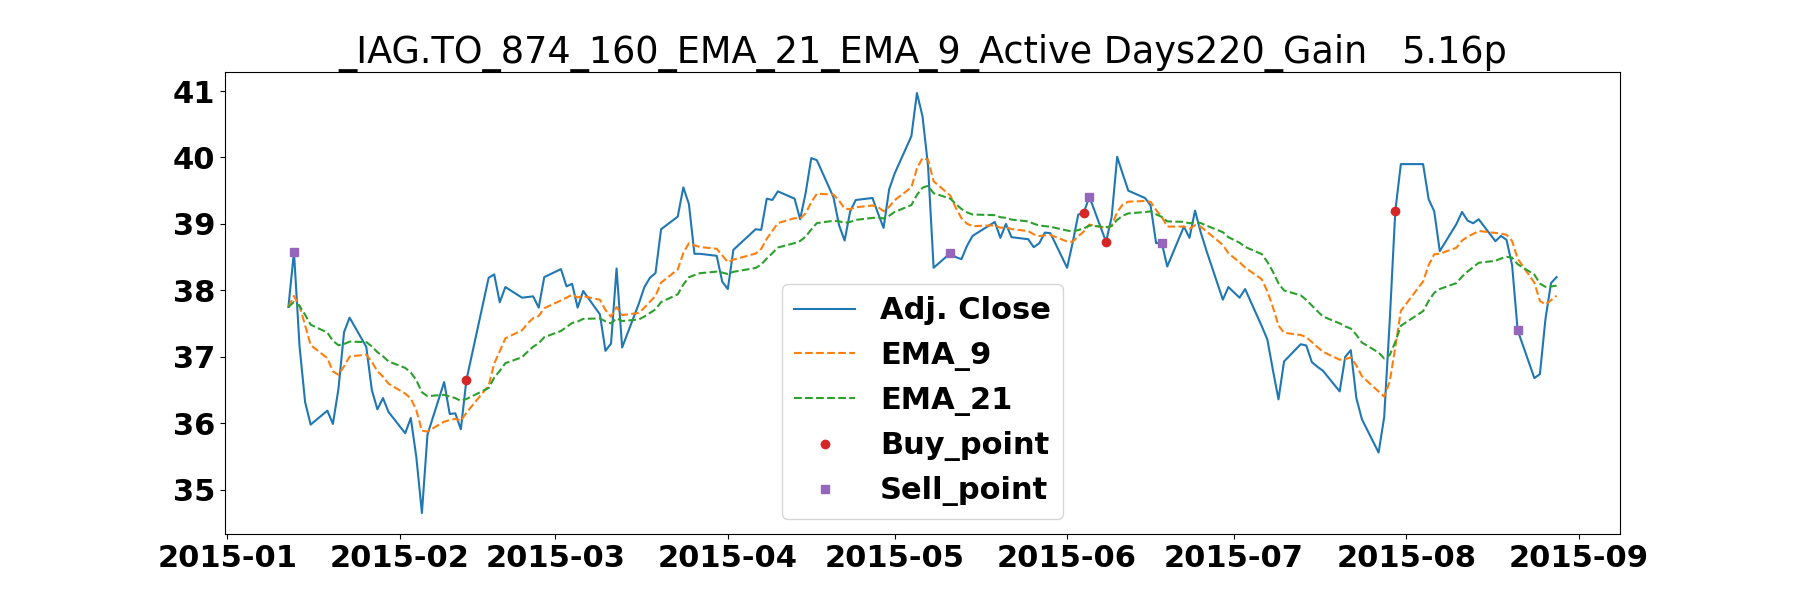 _IAG.TO_874_160_EMA_21_EMA_9_Active Days220_Gain   5.16p
41
40
39
38
37
36
35
Adj. Close
EMA_9
EMA_21
Buy_point
Sell_point
2015-01 2015-02 2015-03 2015-04 2015-05 2015-06 2015-07 2015-08 2015-09